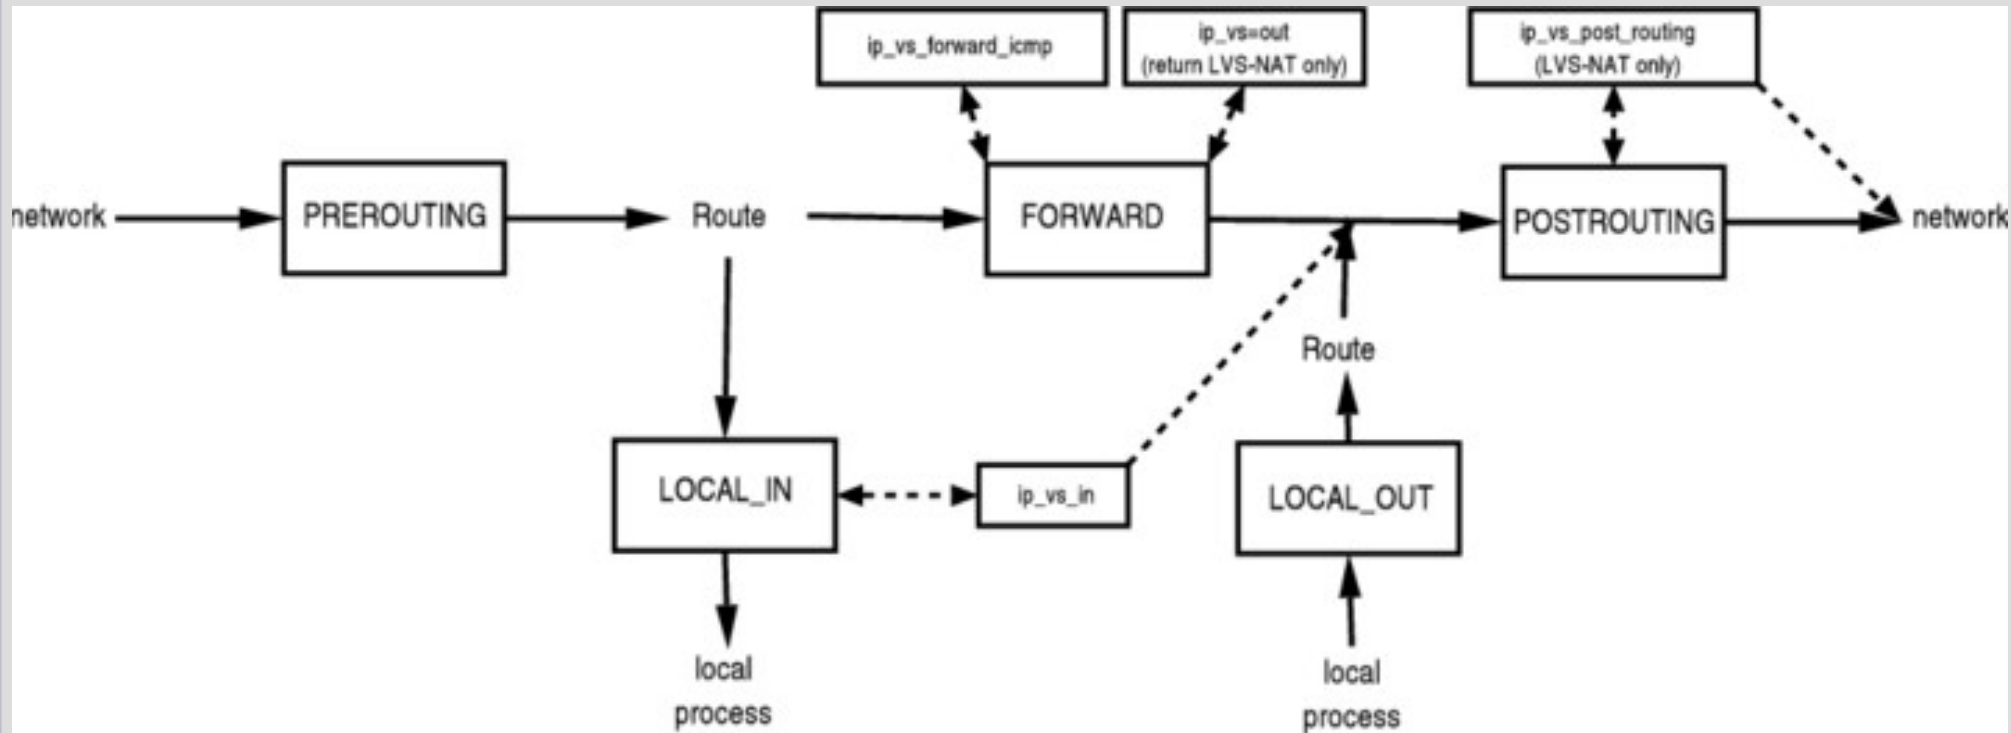 ip_vs_forward_icmp
ip_vs=out
(return LVS-NAT only)
ip_vs_post_routing
(LVS-NAT only)
network
PREROUTING
Route
FORWARD
POSTROUTING
network
Route
LOCAL_IN
ip_vs_in
LOCAL_OUT
local
process
local
process